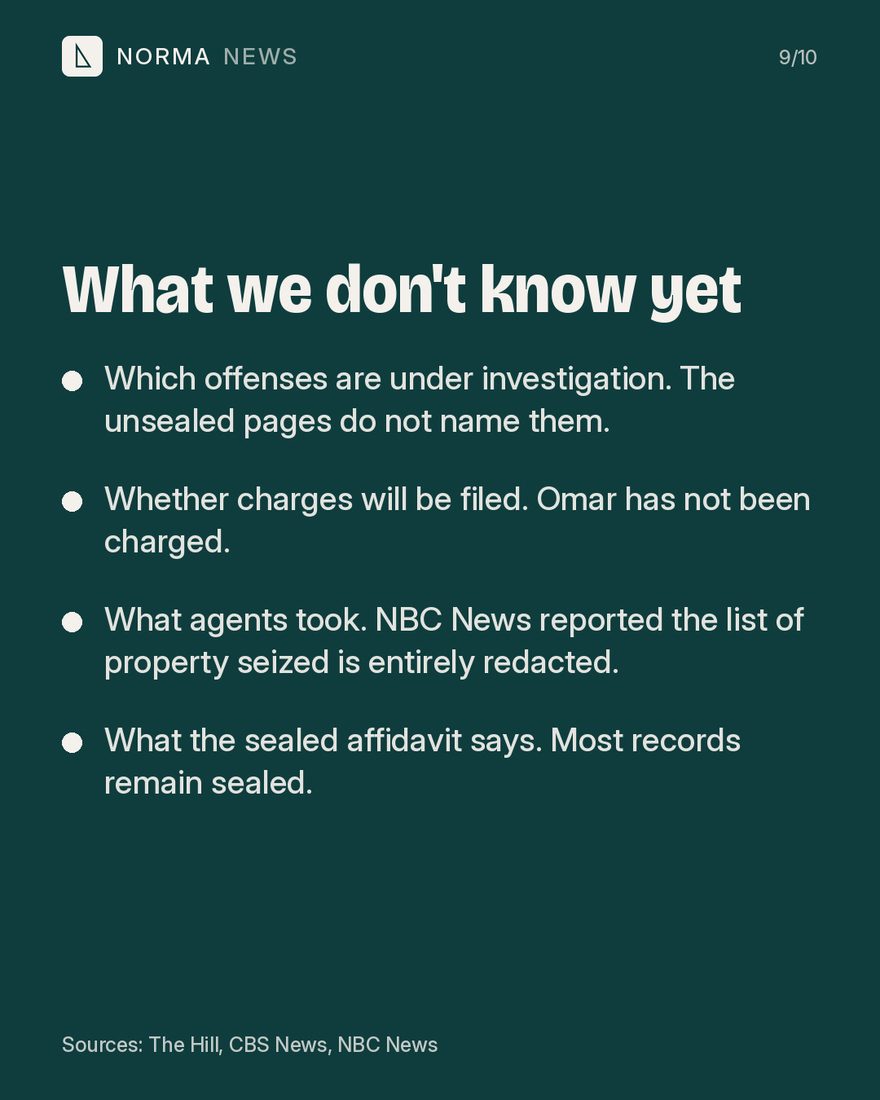 NORMA NEWS
9/10
What we don't know yet
Which offenses are under investigation. The
unsealed pages do not name them.
Whether charges will be filed. Omar has not been
charged.
What agents took. NBC News reported the list of
property seized is entirely redacted.
What the sealed affidavit says. Most records
remain sealed.
Sources: The Hill, CBS News, NBC News